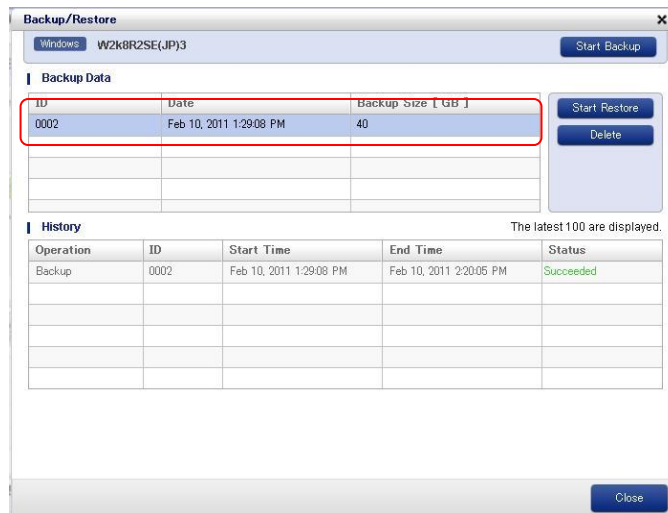 Backup/Restore
Windows W2k8R2SE(JP)3 Start Backup
Backup Data
ID Date Backup Size [ GB ] Start Restore
0002 Feb 10, 2011 1:29:08 PM 40
Delete
History The latest 100 are displayed.
Operation ID Start Time End Time Status
Backup 0002 Feb 10, 2011 1:29:08 PM Feb 10, 2011 2:20:05 PM Succeeded
Close